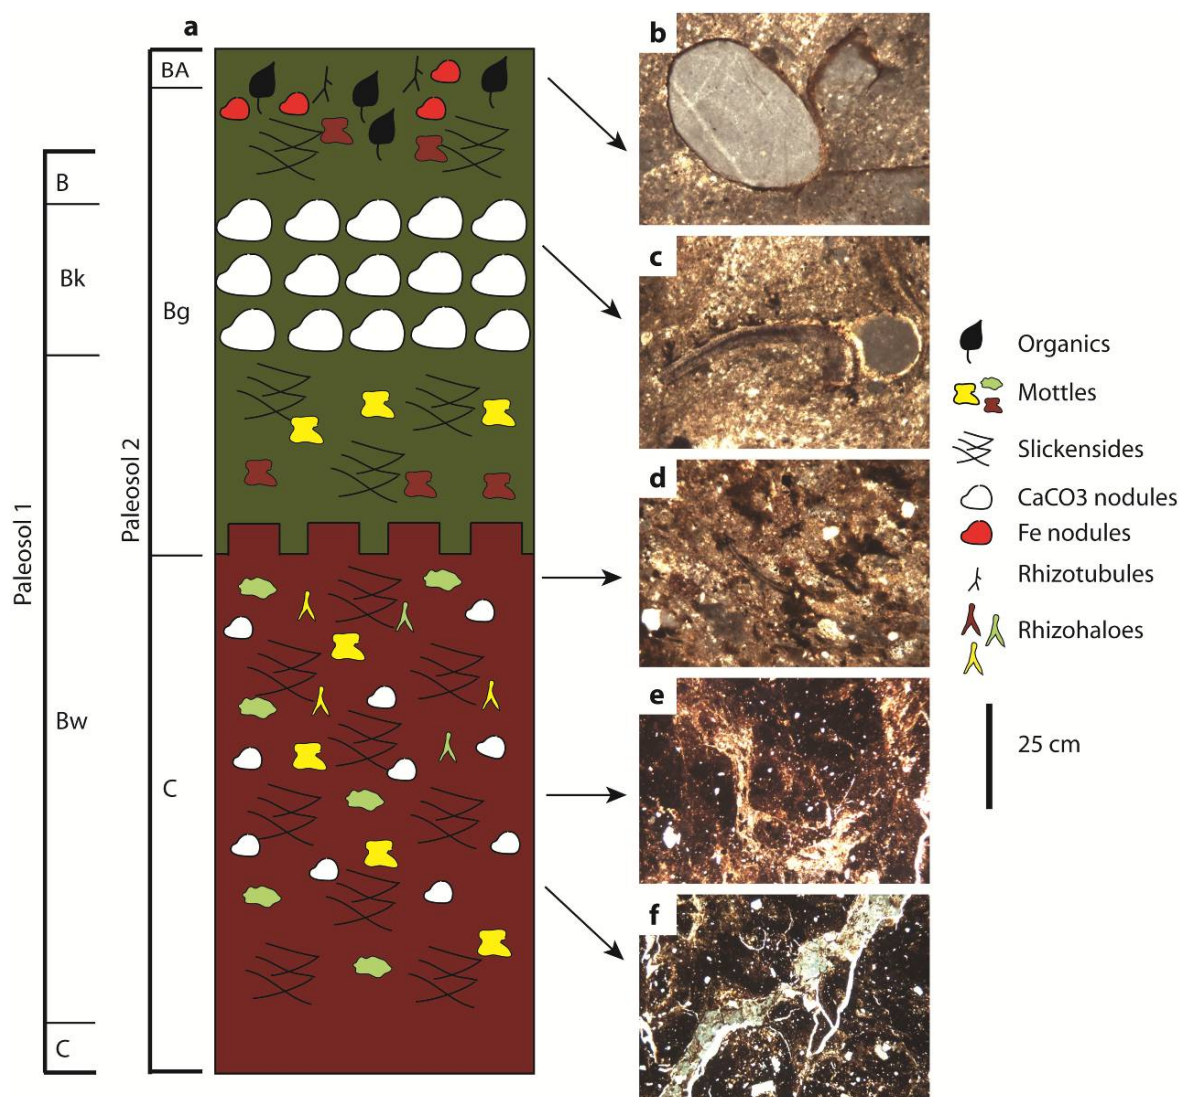 a
Paleosol 2
BA
Bg
C
Paleosol 1
B
Bk
Bw
C
b
c
d
e
f
Organics
Mottles
Slickensides
CaCO3 nodules
Fe nodules
Rhizotubules
Rhizohaloes
25 cm